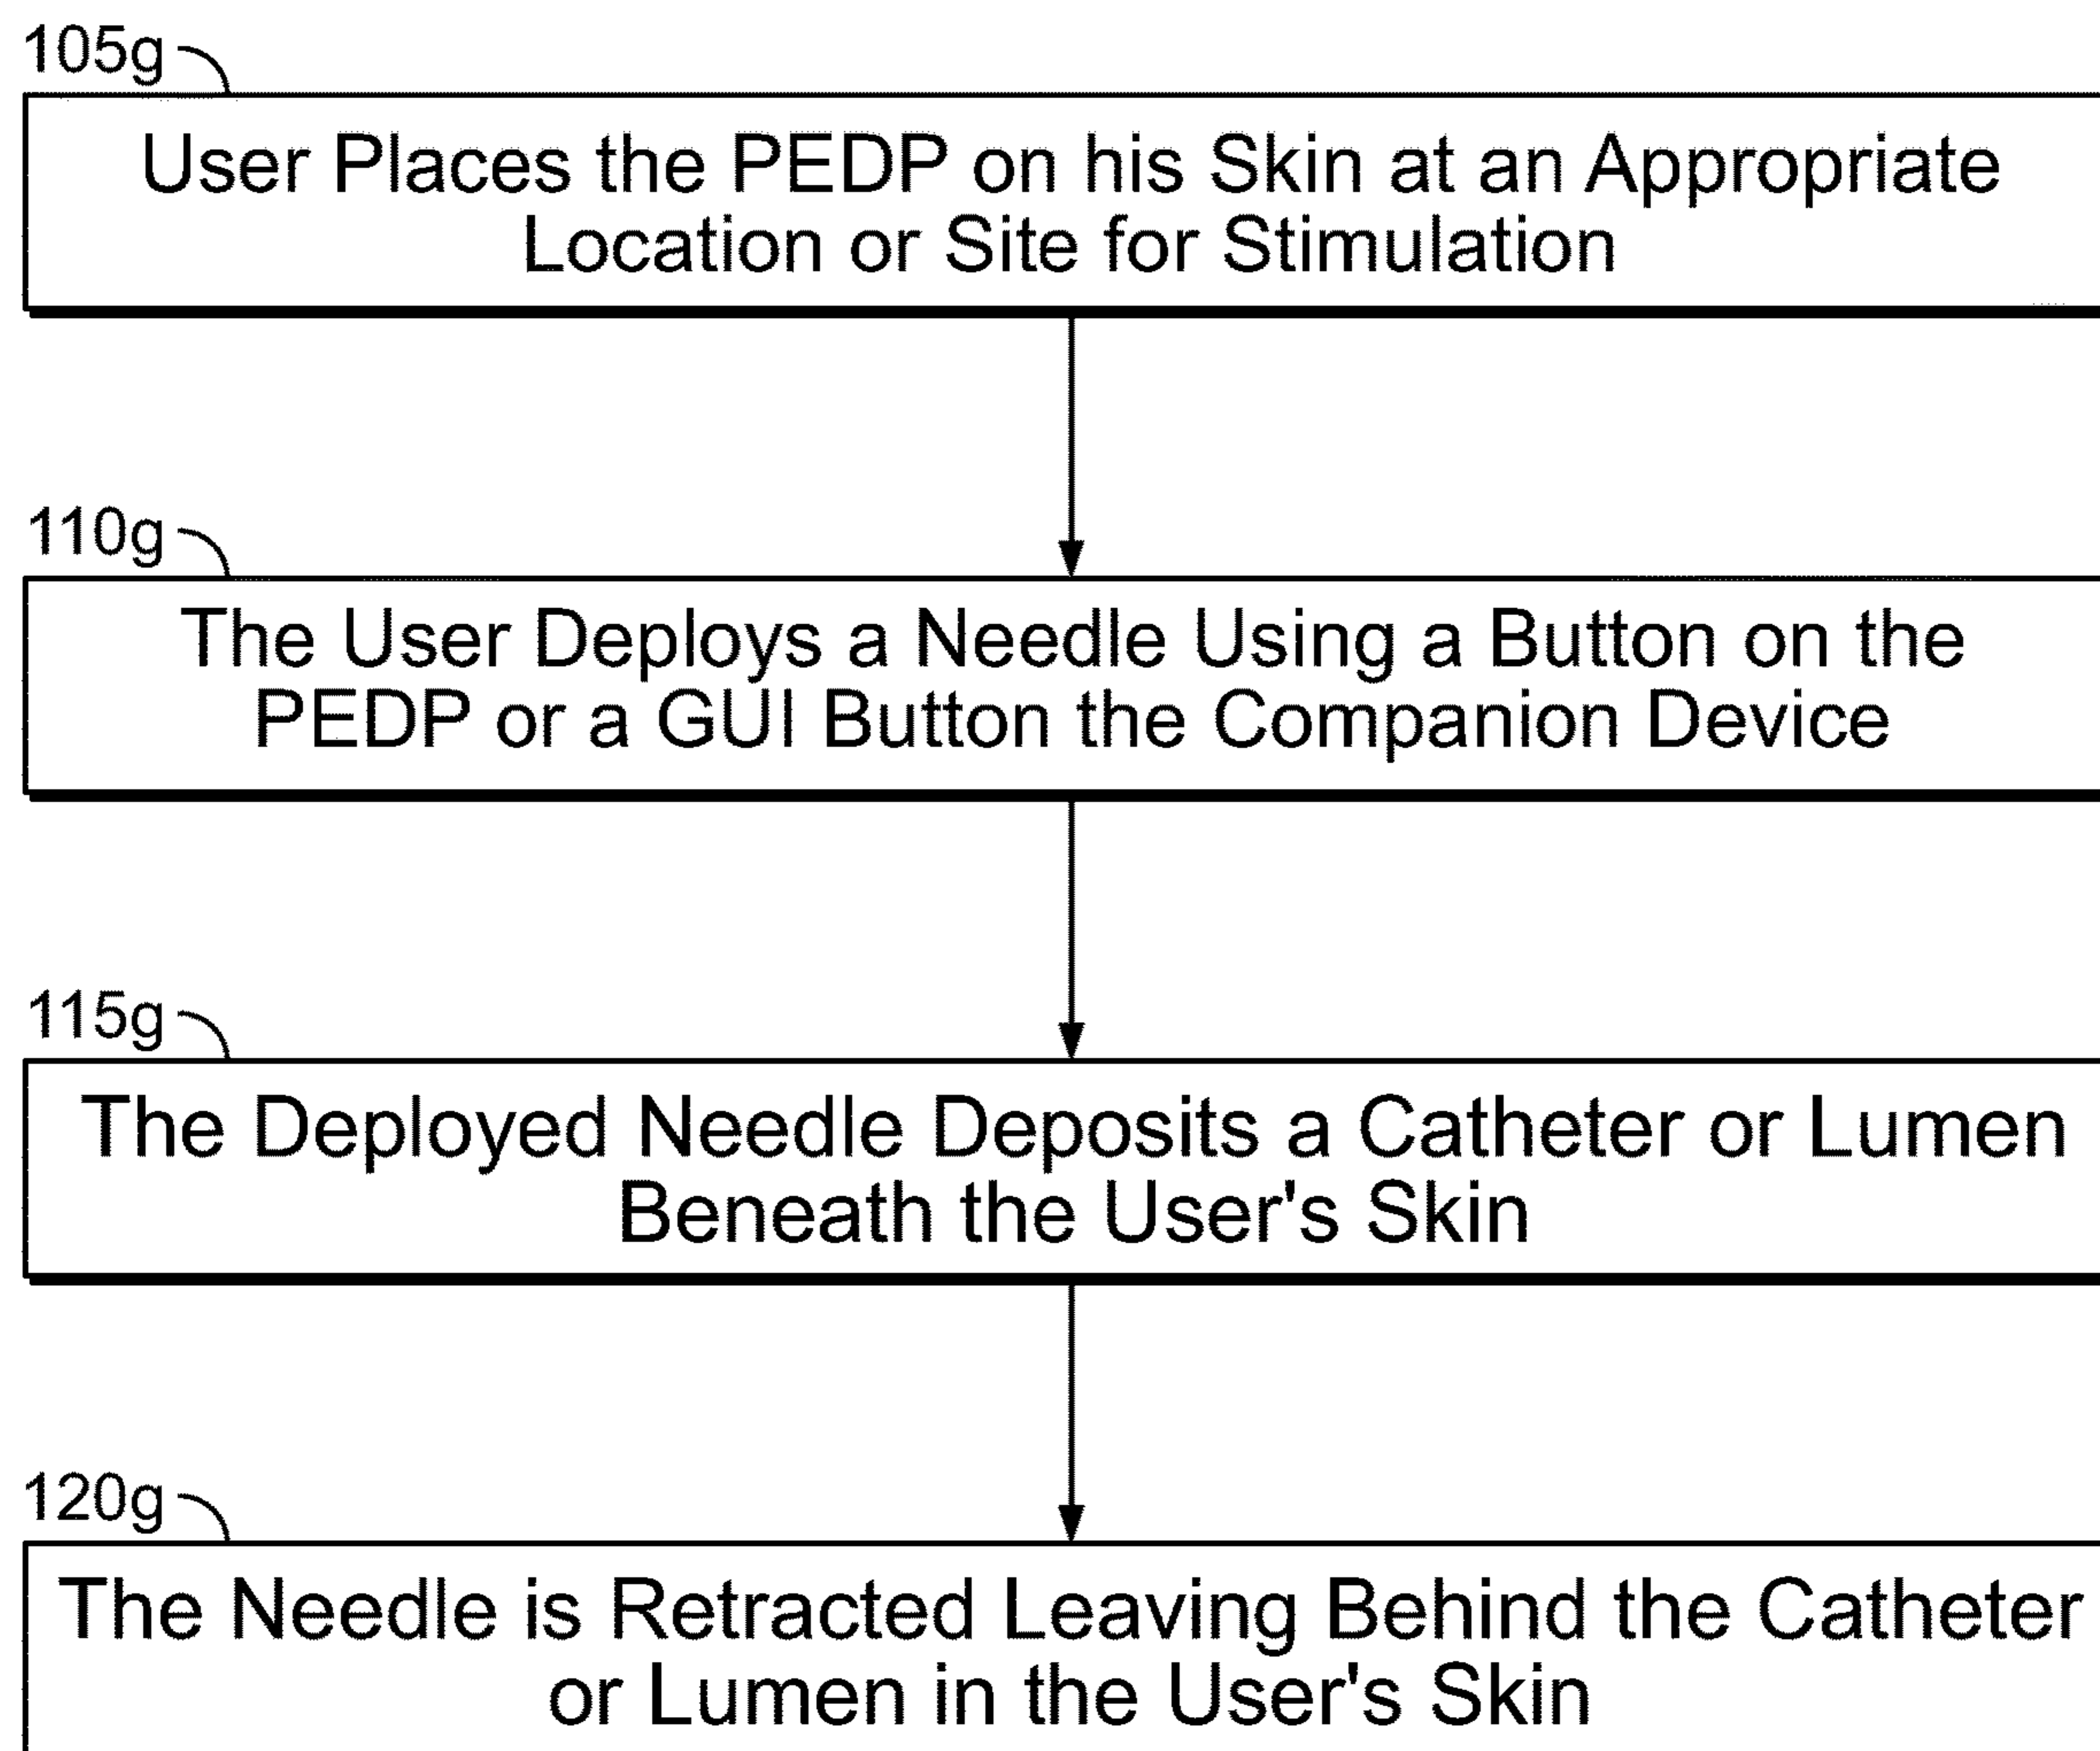 105g
User Places the PEDP on his Skin at an Appropriate
Location or Site for Stimulation
110g
The User Deploys a Needle Using a Button on the
PEDP or a GUI Button the Companion Device
115g
The Deployed Needle Deposits a Catheter or Lumen
Beneath the User's Skin
120g
The Needle is Retracted Leaving Behind the Catheter
or Lumen in the User's Skin